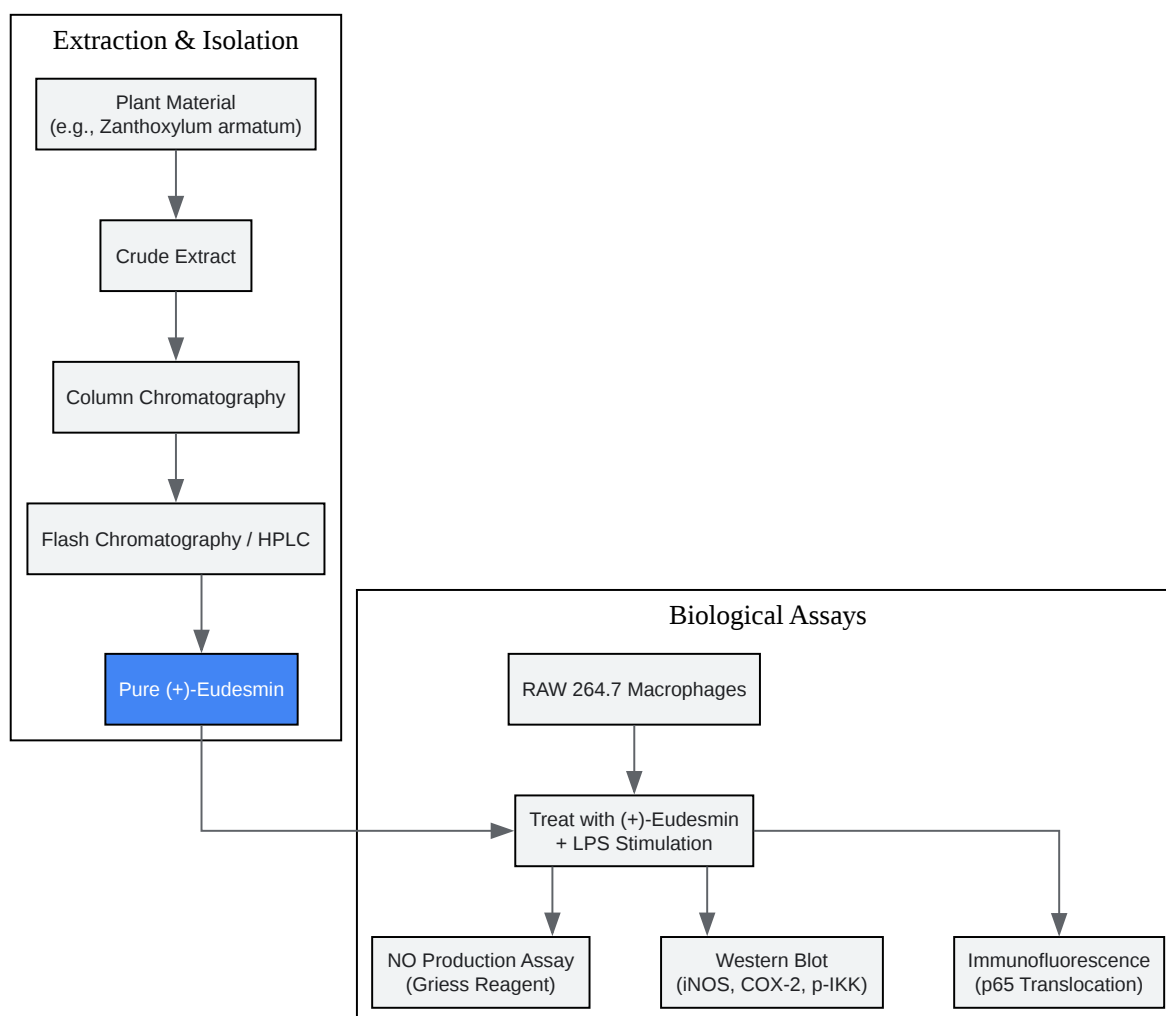 Extraction & Isolation
Plant Material
(e.g., Zanthoxylum armatum)
Crude Extract
Column Chromatography
Flash Chromatography / HPLC
Pure (+)-Eudesmin
Biological Assays
RAW 264.7 Macrophages
Treat with (+)-Eudesmin
+ LPS Stimulation
NO Production Assay
(Griess Reagent)
Western Blot
(iNOS, COX-2, p-IKK)
Immunofluorescence
(p65 Translocation)